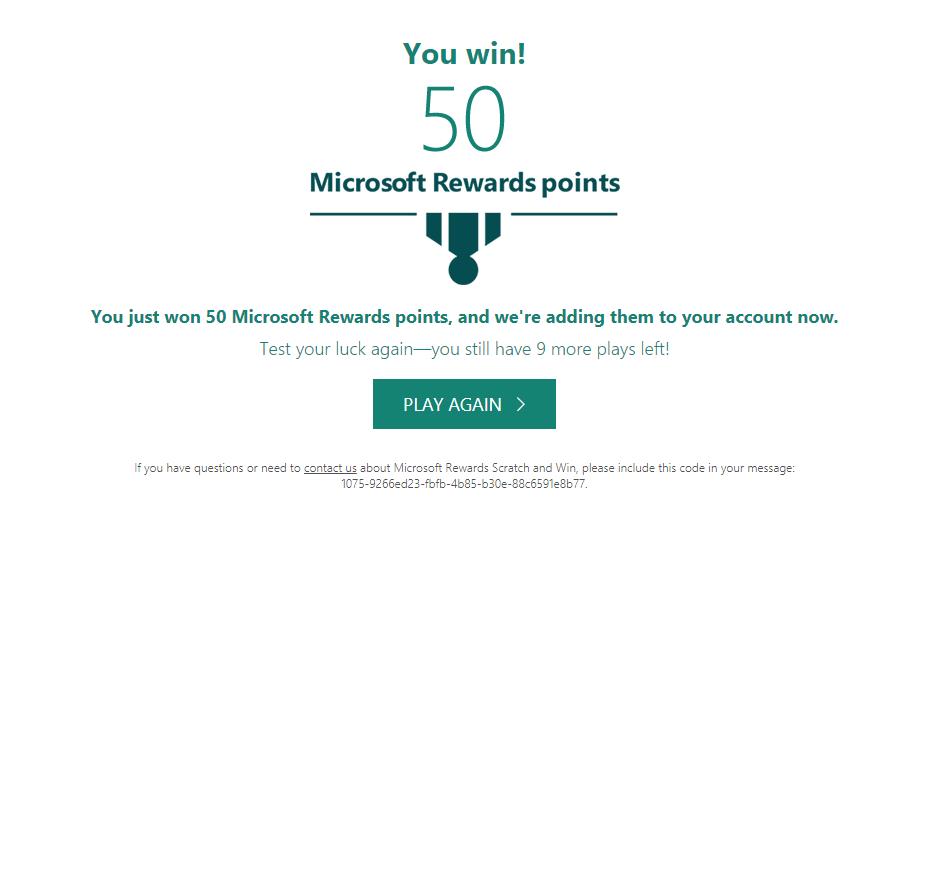 You win!
50
Microsoft Rewards points
You just won 50 Microsoft Rewards points, and we're adding them to your account now.
Test your luck again—you still have 9 more plays left!
PLAY AGAIN
If you have questions or need to contact us about Microsoft Rewards Scratch and Win, please include this code in your message:
1075-9266ed23-fbfb-4b85-b30e-88c6591e8b77.